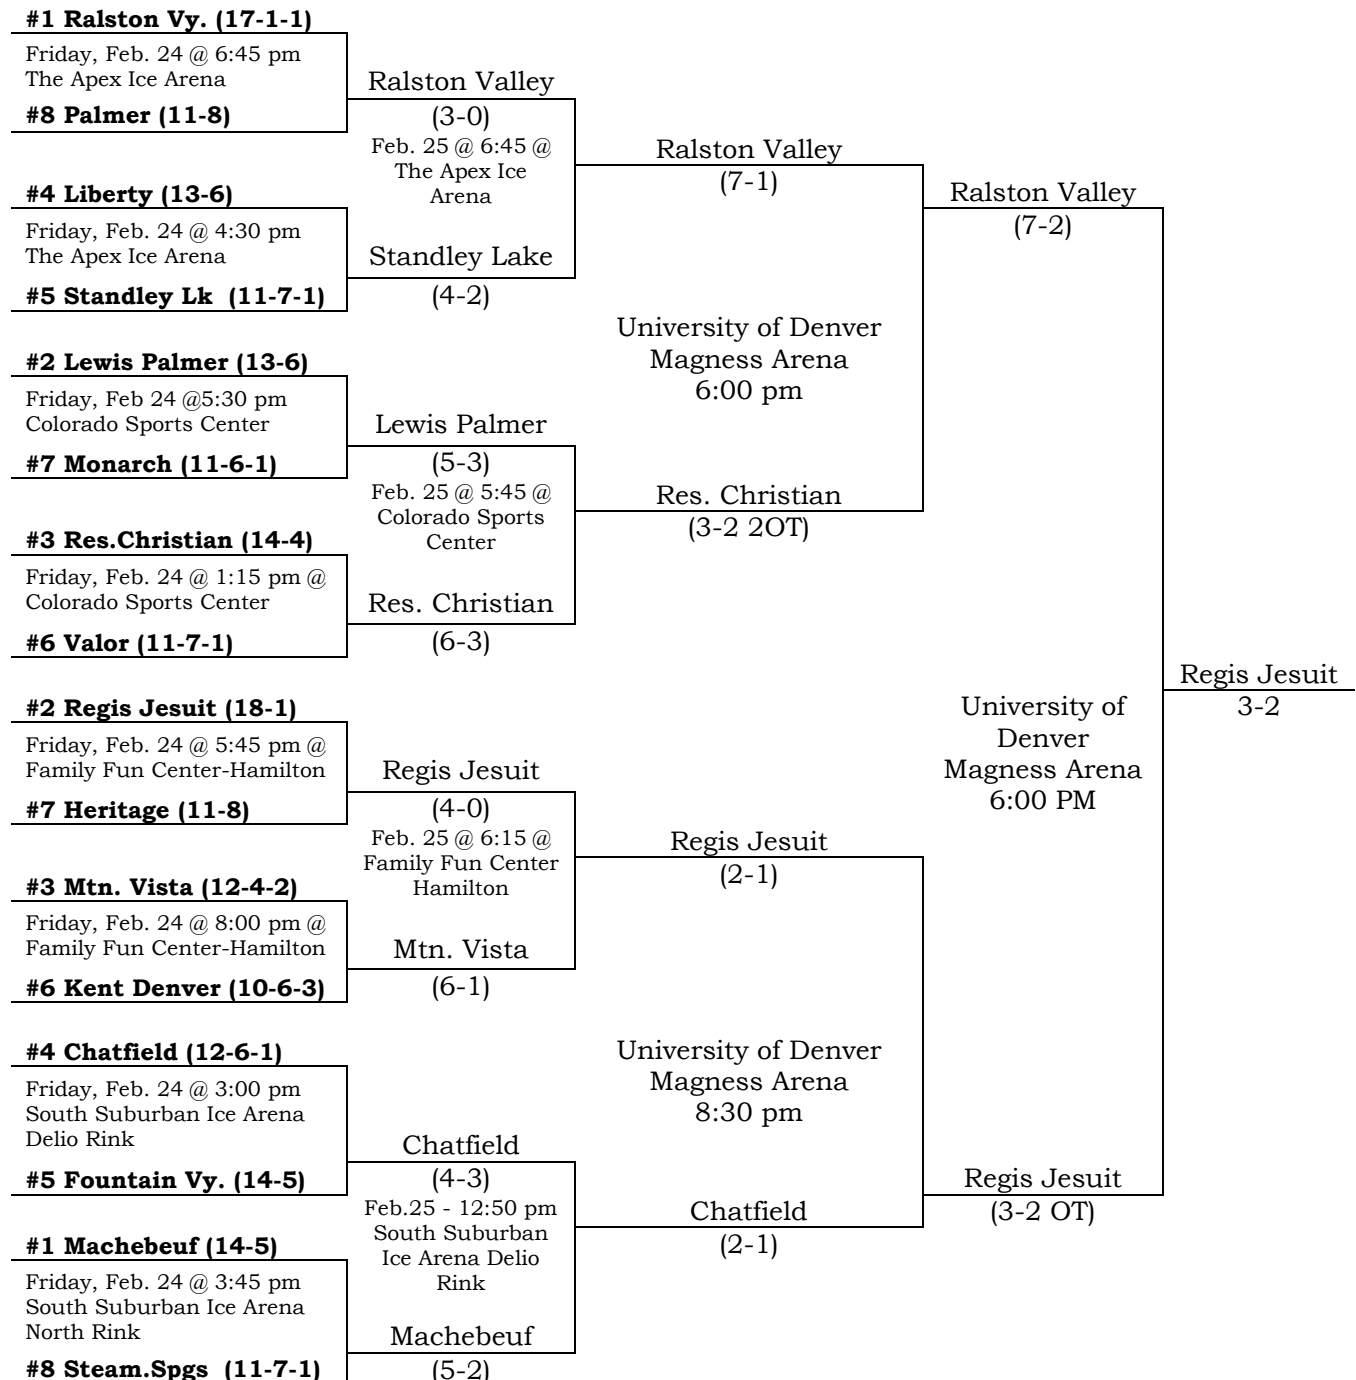 #1 Ralston Vy. (17-1-1)
Friday, Feb. 24 @ 6:45 pm
The Apex Ice Arena
#8 Palmer (11-8)
#4 Liberty (13-6)
Friday, Feb. 24 @ 4:30 pm
The Apex Ice Arena
#5 Standley Lk (11-7-1)
#2 Lewis Palmer (13-6)
Friday, Feb 24 @5:30 pm
Colorado Sports Center
#7 Monarch (11-6-1)
#3 Res.Christian (14-4)
Friday, Feb. 24 @ 1:15 pm @
Colorado Sports Center
#6 Valor (11-7-1)
#2 Regis Jesuit (18-1)
Friday, Feb. 24 @ 5:45 pm @
Family Fun Center-Hamilton
#7 Heritage (11-8)
#3 Mtn. Vista (12-4-2)
Friday, Feb. 24 @ 8:00 pm @
Family Fun Center-Hamilton
#6 Kent Denver (10-6-3)
#4 Chatfield (12-6-1)
Friday, Feb. 24 @ 3:00 pm
South Suburban Ice Arena
Delio Rink
#5 Fountain Vy. (14-5)
#1 Machebeuf (14-5)
Friday, Feb. 24 @ 3:45 pm
South Suburban Ice Arena
North Rink
#8 Steam.Spgs (11-7-1)
Ralston Valley
(3-0)
Feb. 25 @ 6:45 @
The Apex Ice
Arena
Standley Lake
(4-2)
Lewis Palmer
(5-3)
Feb. 25 @ 5:45 @
Colorado Sports
Center
Res. Christian
(6-3)
Regis Jesuit
(4-0)
Feb. 25 @ 6:15 @
Family Fun Center
Hamilton
Mtn. Vista
(6-1)
Chatfield
(4-3)
Feb.25 - 12:50 pm
South Suburban
Ice Arena Delio
Rink
Machebeuf
(5-2)
Ralston Valley
(7-1)
University of Denver
Magness Arena
6:00 pm
Res. Christian
(3-2 2OT)
Regis Jesuit
(2-1)
University of Denver
Magness Arena
8:30 pm
Chatfield
(2-1)
Ralston Valley
(7-2)
University of
Denver
Magness Arena
6:00 PM
Regis Jesuit
(3-2 OT)
Regis Jesuit
3-2